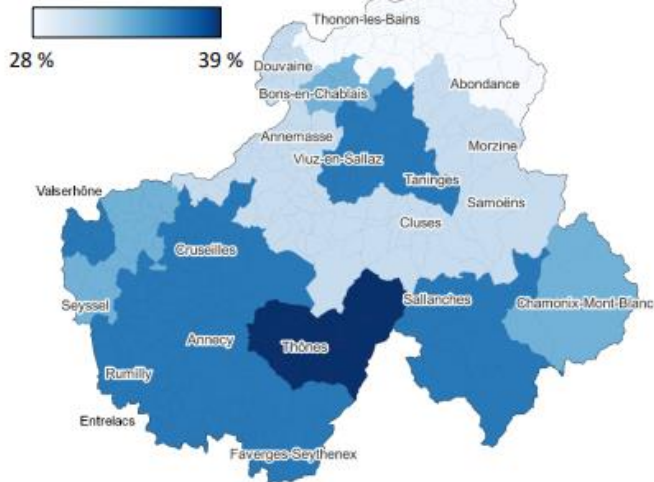 Thonon-les-Bains
28 %
39 %
Douvaine
Abondance
Bons-en-Chablais
Annemasse
Morzine
Viuz-en-Sallaz
Taninges
Valserhône
Samoëns
Cluses
Cruseilles
Seyssel
Sallanches
Chamonix-Mont-Blanc
Annecy
Thônes
Rumilly
Entrelacs
Faverges-Seythenex